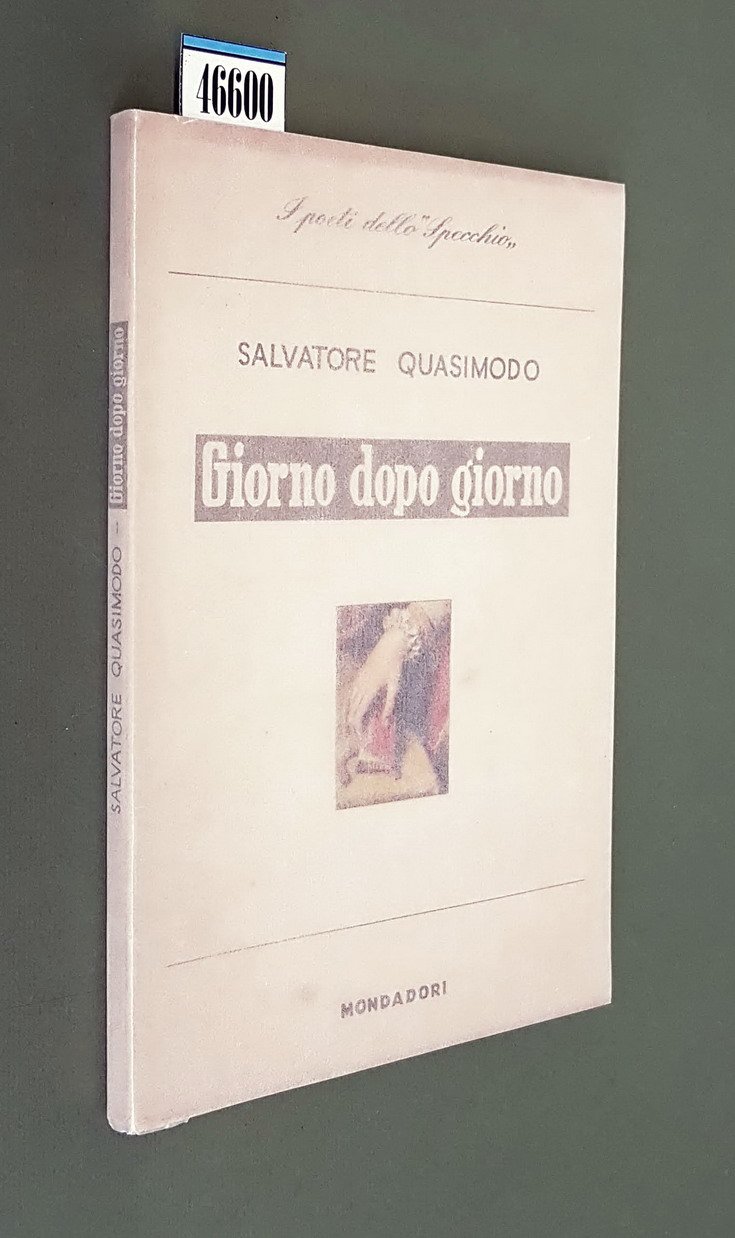 46600
I poeti dello "Specchio„
SALVATORE QUASIMODO
Giorno dopo giorno
MONDADORI
SALVATORE QUASIMODO – Giorno dopo giorno